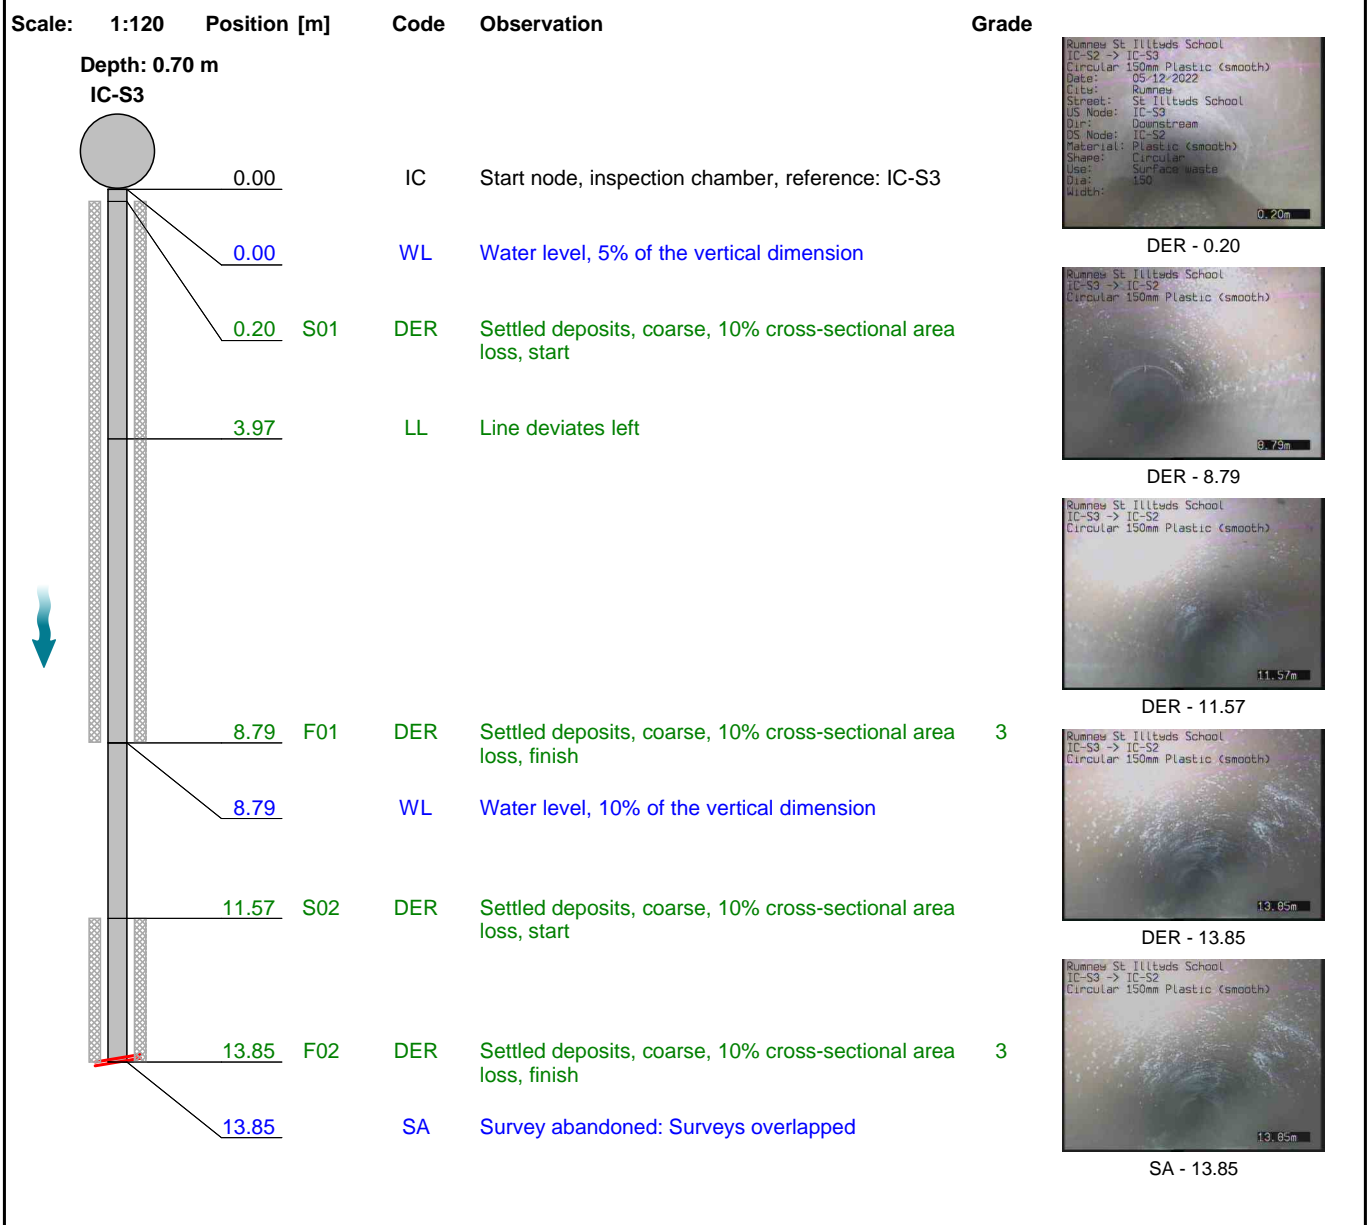 Scale: 1:120 Position [m] Code Observation Grade
Depth: 0.70 m
IC-S3
0.00 IC Start node, inspection chamber, reference: IC-S3
0.00 WL Water level, 5% of the vertical dimension
0.20 S01 DER Settled deposits, coarse, 10% cross-sectional area
loss, start
3.97 LL Line deviates left
8.79 F01 DER Settled deposits, coarse, 10% cross-sectional area 3
loss, finish
8.79 WL Water level, 10% of the vertical dimension
11.57 S02 DER Settled deposits, coarse, 10% cross-sectional area
loss, start
13.85 F02 DER Settled deposits, coarse, 10% cross-sectional area 3
loss, finish
13.85 SA Survey abandoned: Surveys overlapped
Rumney St Illtyds School
IC-S2 -> IC-S3
Circular 150mm Plastic (smooth)
Date: 05/12/2022
City: Rumney
Street: St Illtyds School
US Node: IC-S3
Dir: Downstream
DS Node: IC-S2
Material: Plastic (smooth)
Shape: Circular
Use: Surface waste
Dia: 150
Width:
0.20m
DER - 0.20
Rumney St Illtyds School
IC-S3 -> IC-S2
Circular 150mm Plastic (smooth)
8.79m
DER - 8.79
Rumney St Illtyds School
IC-S3 -> IC-S2
Circular 150mm Plastic (smooth)
11.57m
DER - 11.57
Rumney St Illtyds School
IC-S3 -> IC-S2
Circular 150mm Plastic (smooth)
13.85m
DER - 13.85
Rumney St Illtyds School
IC-S3 -> IC-S2
Circular 150mm Plastic (smooth)
13.85m
SA - 13.85